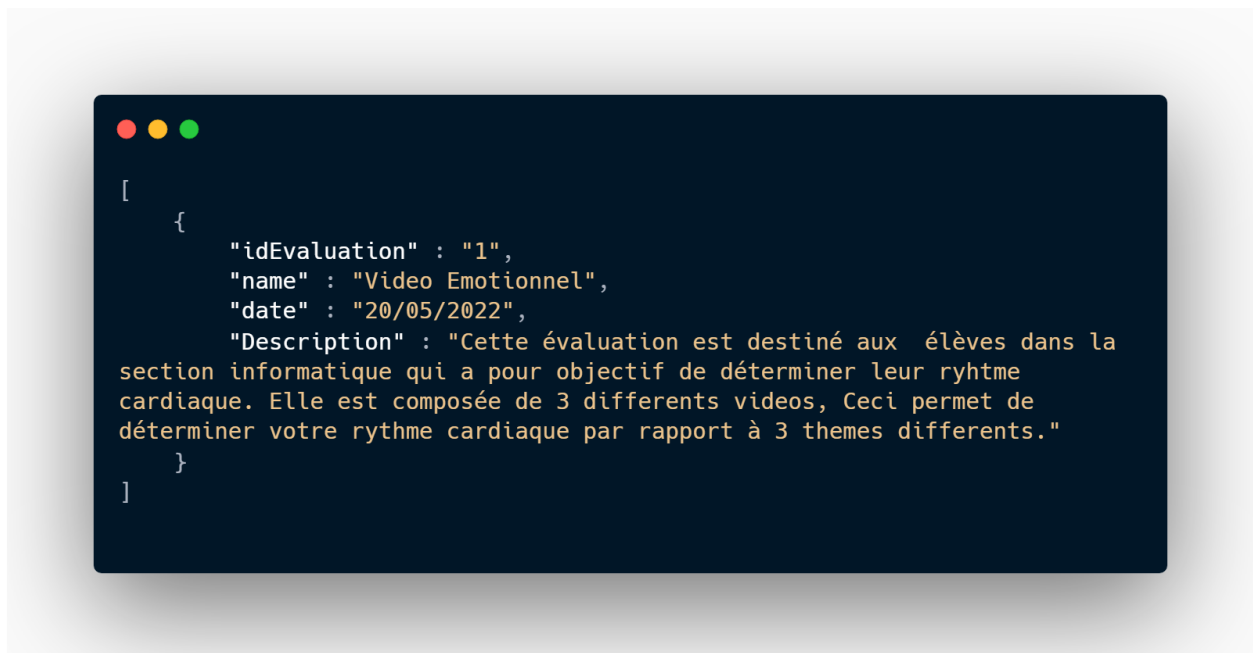 [
{
"idEvaluation" : "1",
"name" : "Video Emotionnel",
"date" : "20/05/2022",
"Description" : "Cette évaluation est destiné aux  élèves dans la
section informatique qui a pour objectif de déterminer leur ryhtme
cardiaque. Elle est composée de 3 differents videos, Ceci permet de
déterminer votre rythme cardiaque par rapport à 3 themes differents."
}
]